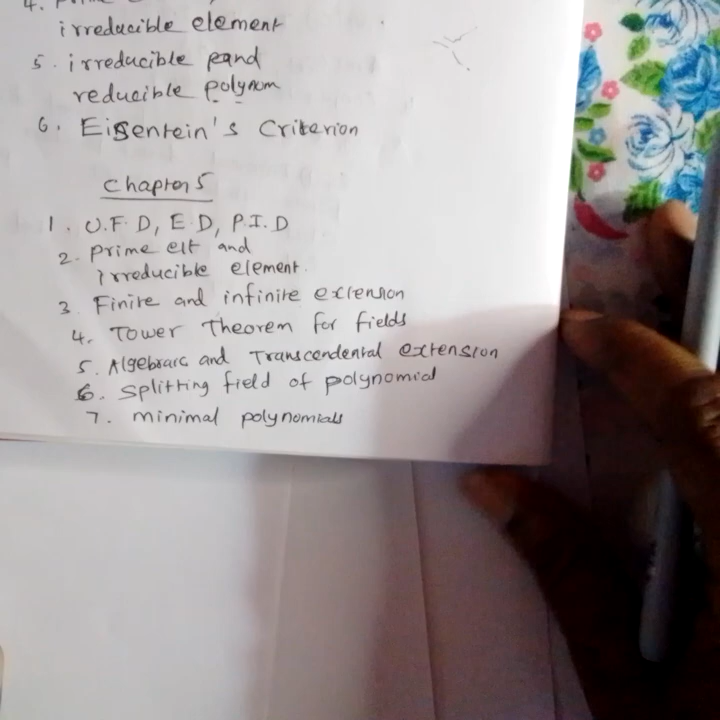 irreducible element
5. irreducible and
reducible polynom
6. Eisentein's Criterion
Chapter 5
1. U.F.D, E.D, P.I.D
2. Prime elt and
irreducible element.
3. Finite and infinite extension
4. Tower Theorem for fields
5. Algebraic and Transcendental extension
6. splitting field of polynomial
7. minimal polynomials